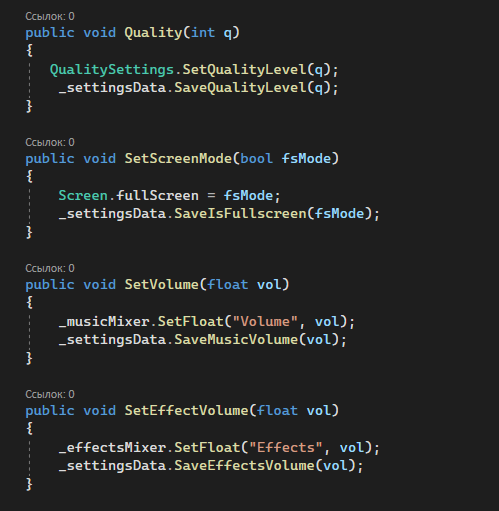 Ссылок: 0
public void Quality(int q)
{
QualitySettings.SetQualityLevel(q);
_settingsData.SaveQualityLevel(q);
}
Ссылок: 0
public void SetScreenMode(bool fsMode)
{
Screen.fullScreen = fsMode;
_settingsData.SaveIsFullscreen(fsMode);
}
Ссылок: 0
public void SetVolume(float vol)
{
_musicMixer.SetFloat("Volume", vol);
_settingsData.SaveMusicVolume(vol);
}
Ссылок: 0
public void SetEffectVolume(float vol)
{
_effectsMixer.SetFloat("Effects", vol);
_settingsData.SaveEffectsVolume(vol);
}